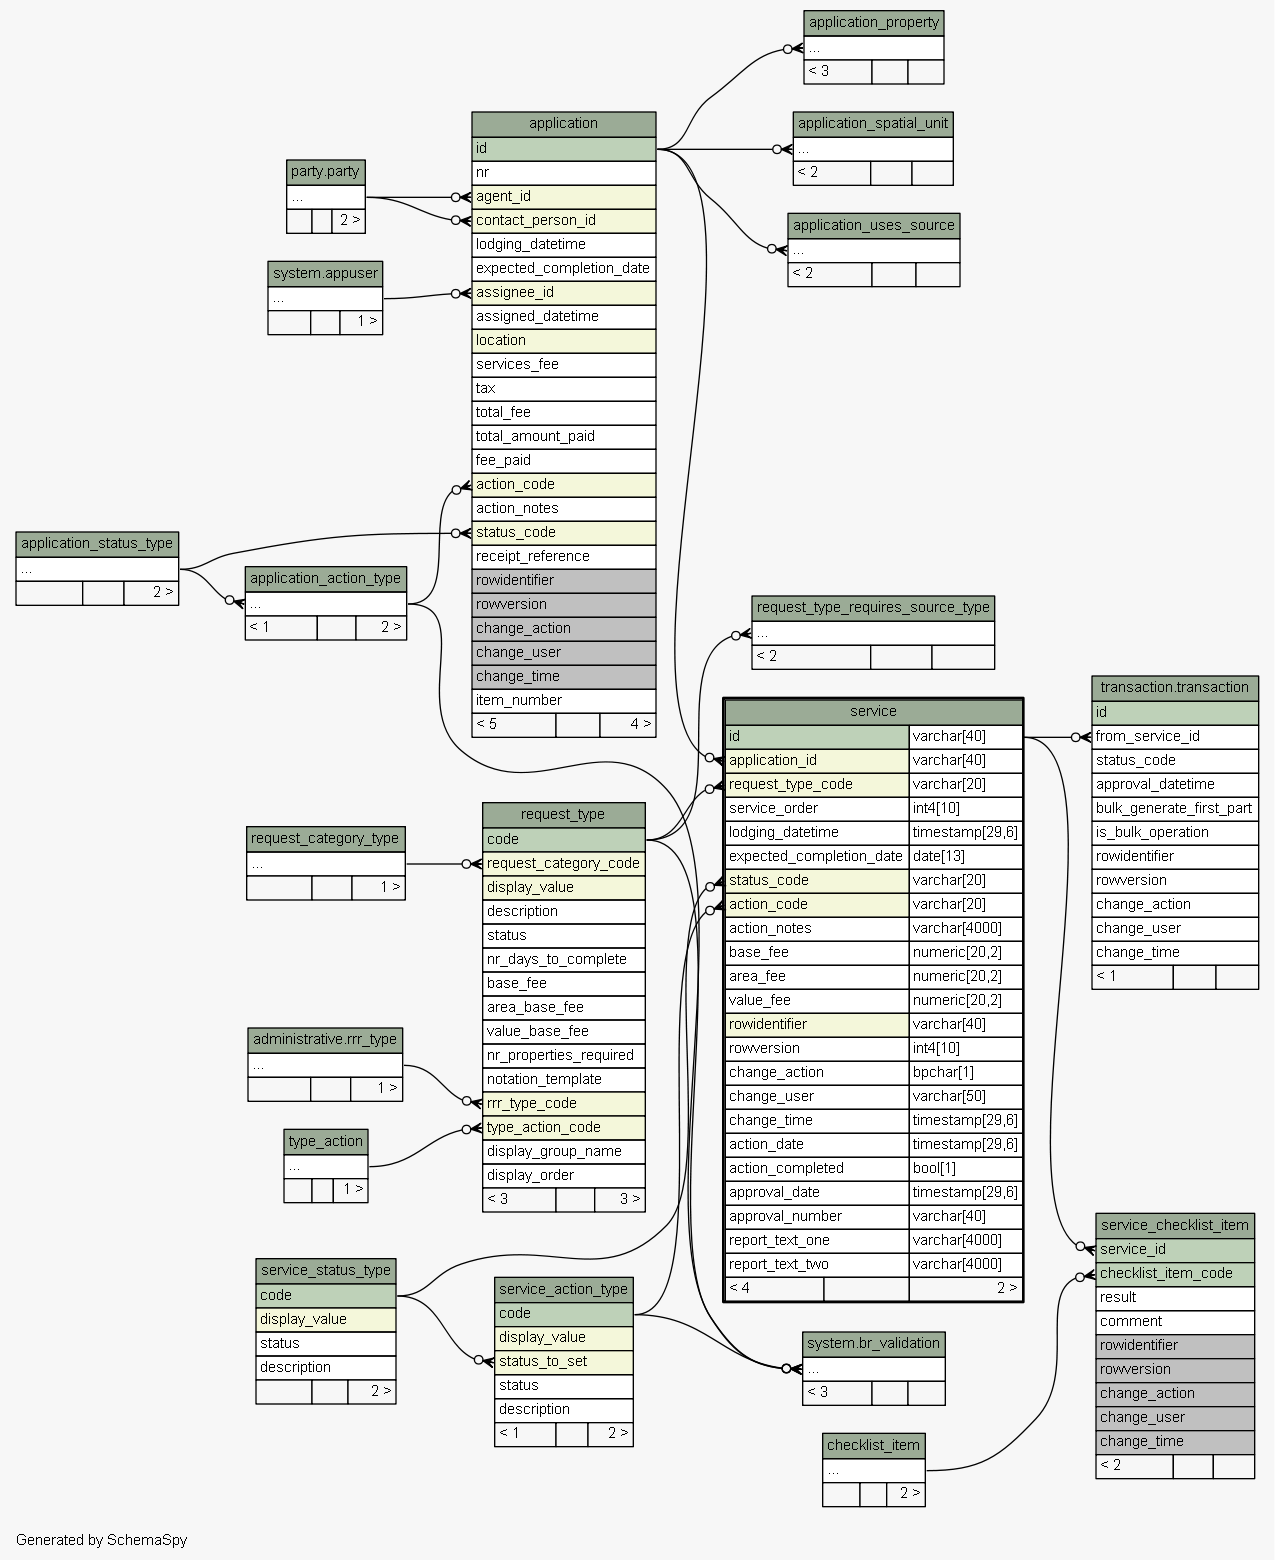 application_property
...
< 3
application_spatial_unit
...
< 2
application_uses_source
...
< 2
application
id
nr
agent_id
contact_person_id
lodging_datetime
expected_completion_date
assignee_id
assigned_datetime
location
services_fee
tax
total_fee
total_amount_paid
fee_paid
action_code
action_notes
status_code
receipt_reference
rowidentifier
rowversion
change_action
change_user
change_time
item_number
< 5 4 >
party.party
...
2 >
system.appuser
...
1 >
application_status_type
...
2 >
application_action_type
...
< 1 2 >
request_type_requires_source_type
...
< 2
service
id varchar[40]
application_id varchar[40]
request_type_code varchar[20]
service_order int4[10]
lodging_datetime timestamp[29,6]
expected_completion_date date[13]
status_code varchar[20]
action_code varchar[20]
action_notes varchar[4000]
base_fee numeric[20,2]
area_fee numeric[20,2]
value_fee numeric[20,2]
rowidentifier varchar[40]
rowversion int4[10]
change_action bpchar[1]
change_user varchar[50]
change_time timestamp[29,6]
action_date timestamp[29,6]
action_completed bool[1]
approval_date timestamp[29,6]
approval_number varchar[40]
report_text_one varchar[4000]
report_text_two varchar[4000]
< 4 2 >
transaction.transaction
id
from_service_id
status_code
approval_datetime
bulk_generate_first_part
is_bulk_operation
rowidentifier
rowversion
change_action
change_user
change_time
< 1
request_type
code
request_category_code
display_value
description
status
nr_days_to_complete
base_fee
area_base_fee
value_base_fee
nr_properties_required
notation_template
rrr_type_code
type_action_code
display_group_name
display_order
< 3 3 >
request_category_type
...
1 >
administrative.rrr_type
...
1 >
type_action
...
1 >
service_status_type
code
display_value
status
description
2 >
service_action_type
code
display_value
status_to_set
status
description
< 1 2 >
system.br_validation
...
< 3
service_checklist_item
service_id
checklist_item_code
result
comment
rowidentifier
rowversion
change_action
change_user
change_time
< 2
checklist_item
...
2 >
Generated by SchemaSpy